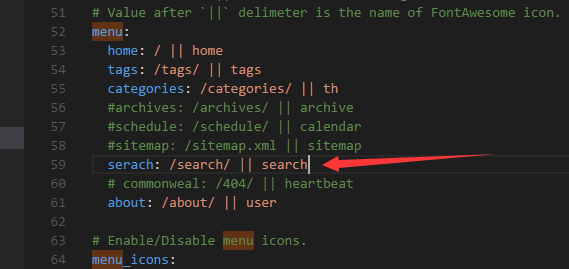 51 # Value after `||` delimeter is the name of FontAwesome icon.
52 menu:
53 home: / || home
54 tags: /tags/ || tags
55 categories: /categories/ || th
56 #archives: /archives/ || archive
57 #schedule: /schedule/ || calendar
58 #sitemap: /sitemap.xml || sitemap
59 serach: /search/ || search
60 # commonweal: /404/ || heartbeat
61 about: /about/ || user
62
63 # Enable/Disable menu icons.
64 menu_icons: